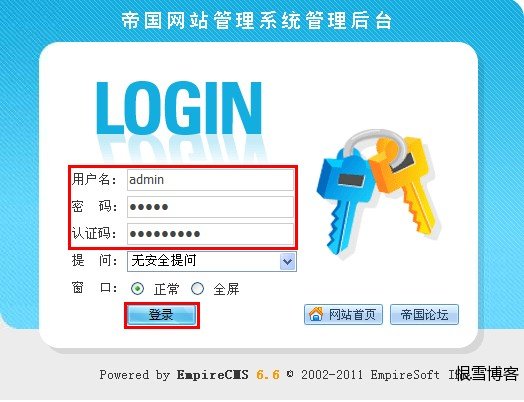 帝国网站管理系统管理后台
LOGIN
用户名: admin
密 码: ●●●●●
认证码: ●●●●●●●●●
提 问: 无安全提问
窗 口: 正常 全屏
登录 网站首页 帝国论坛
Powered by EmpireCMS 6.6 © 2002-2011 EmpireSoft
银雪博客